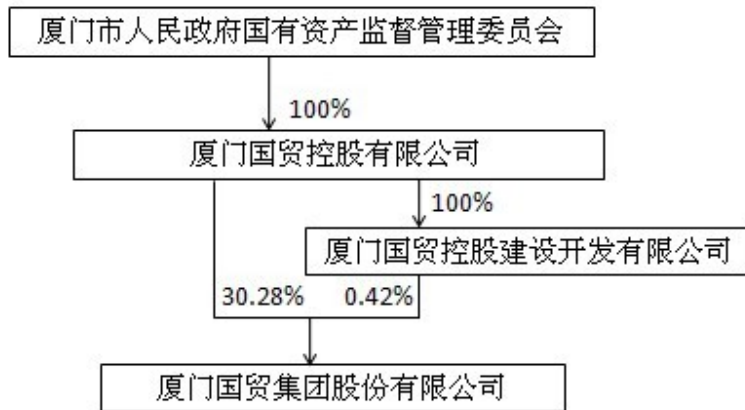 厦门市人民政府国有资产监督管理委员会
100%
厦门国贸控股有限公司
100%
厦门国贸控股建设开发有限公司
30.28%
0.42%
厦门国贸集团股份有限公司